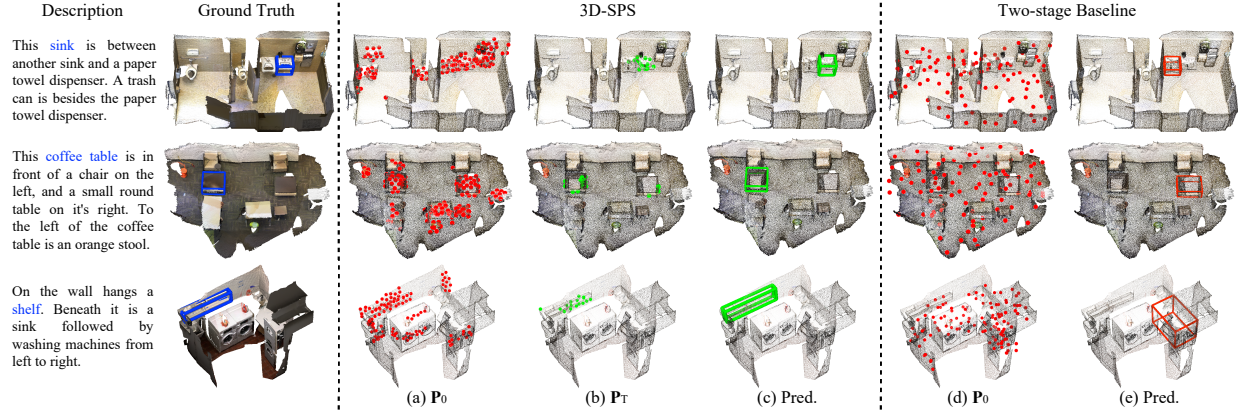 Description
Ground Truth
3D-SPS
Two-stage Baseline
This sink is between
another sink and a paper
towel dispenser. A trash
can is besides the paper
towel dispenser.
This coffee table is in
front of a chair on the
left, and a small round
table on it's right. To
the left of the coffee
table is an orange stool.
On the wall hangs a
shelf. Beneath it is a
sink followed by
washing machines from
left to right.
(a) P0
(b) PT
(c) Pred.
(d) P0
(e) Pred.